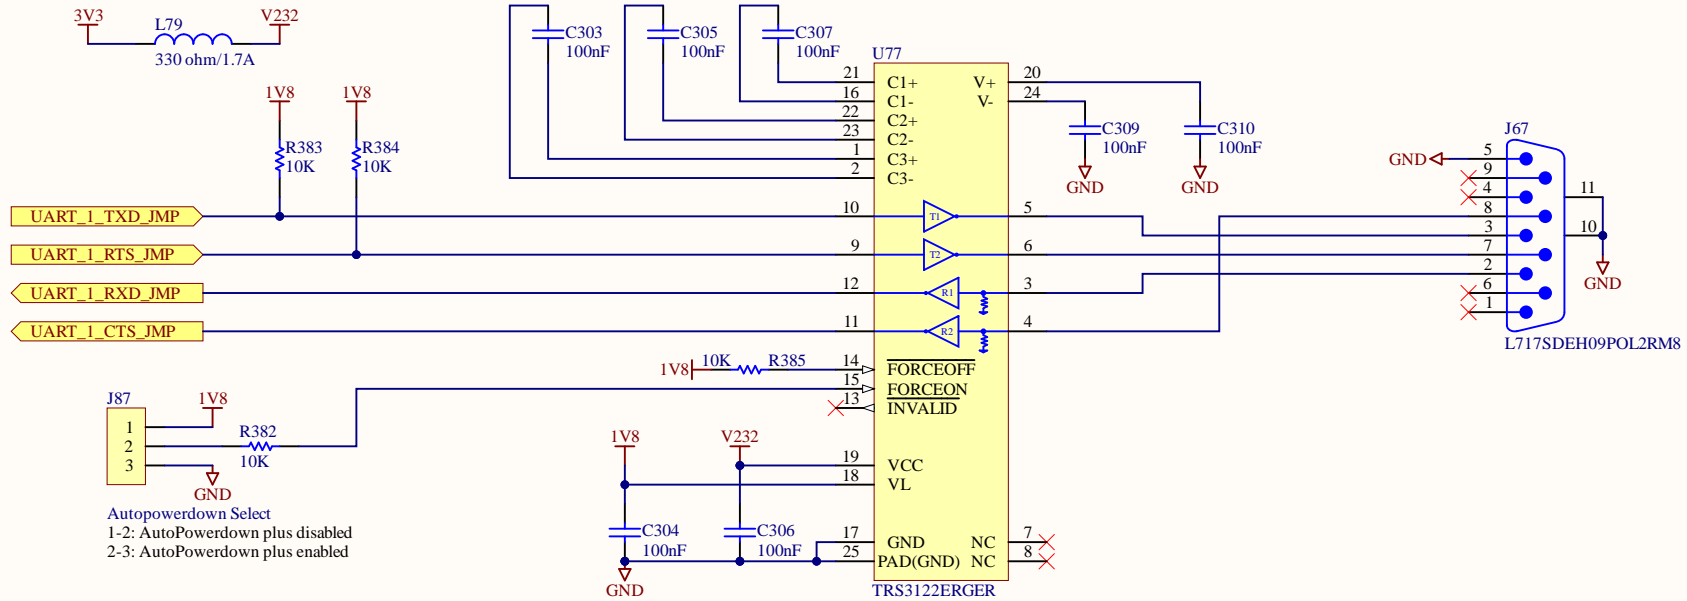 3V3
L79
V232
330 ohm/1.7A
1V8
1V8
R383
10K
R384
10K
C303
100nF
C305
100nF
C307
100nF
U77
21
C1+
V+
20
16
C1-
V-
24
22
C2+
23
C2-
1
C3+
2
C3-
C309
100nF
C310
100nF
GND
GND
UART_1_TXD_JMP
10
T1
5
UART_1_RTS_JMP
9
T2
6
UART_1_RXD_JMP
12
R1
3
UART_1_CTS_JMP
11
R2
4
J67
GND
5
9
4
8
3
7
2
6
1
11
10
GND
L717SDEH09POL2RM8
1V8
10K
R385
14
FORCEOFF
15
FORCEON
13
INVALID
J87
1V8
1
2
3
R382
10K
GND
Autopowerdown Select
1-2: AutoPowerdown plus disabled
2-3: AutoPowerdown plus enabled
1V8
V232
19
VCC
18
VL
C304
100nF
C306
100nF
17
GND
NC
7
25
PAD(GND)
NC
8
GND
TRS3122ERGER